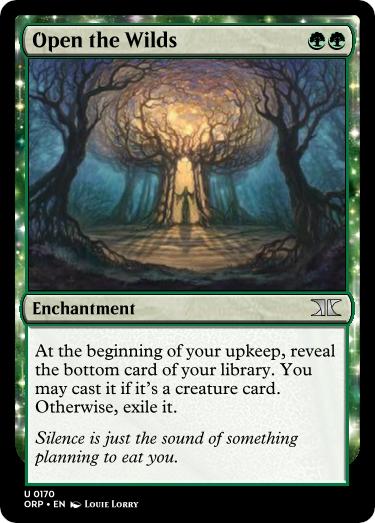 Open the Wilds
Enchantment
At the beginning of your upkeep, reveal
the bottom card of your library. You
may cast it if it's a creature card.
Otherwise, exile it.
Silence is just the sound of something
planning to eat you.
U 0170
ORP • EN Louie Lorry